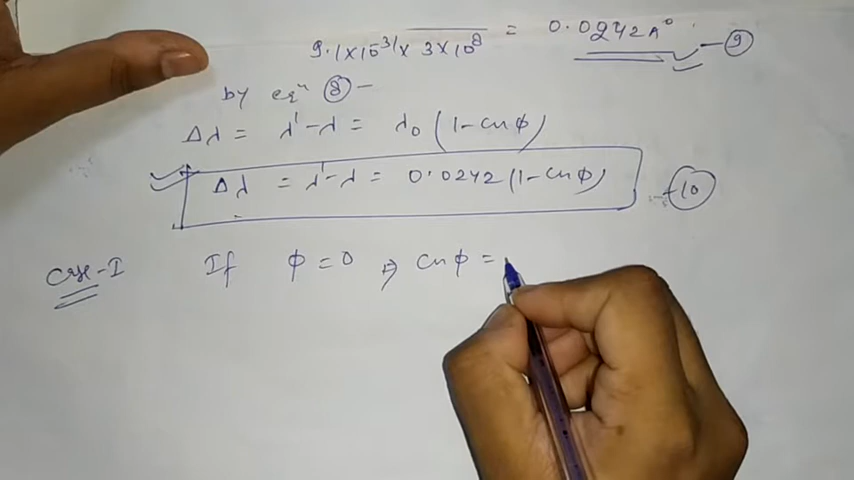 9.1×10⁻³¹× 3×10⁸ = 0.0242A° — ⑨
by eqⁿ ⑧ —
Δλ = λ' - λ = λ₀ (1 - cos φ)
Δλ = λ' - λ = 0.0242 (1 - cos φ) — ⑩
Case-I If φ = 0 ⇒ cos φ =